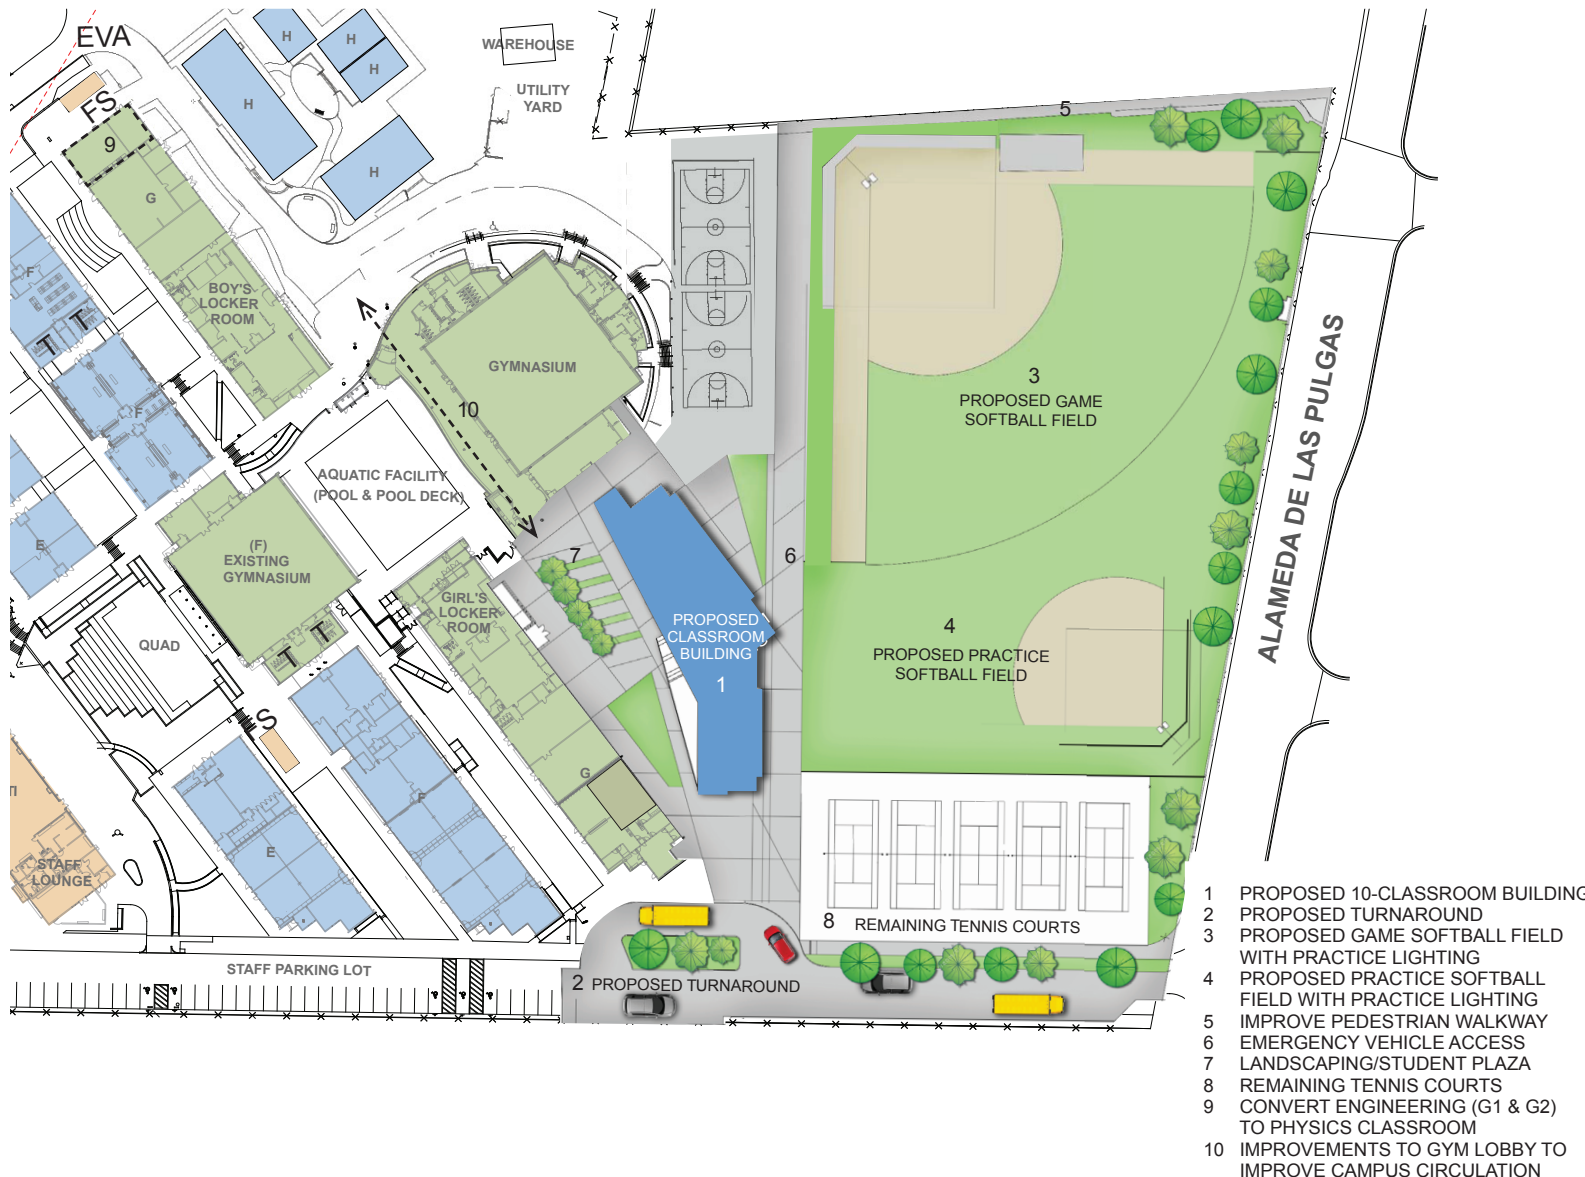 EVA
H
H
H
H
H
H
WAREHOUSE
UTILITY
YARD
FS
9
G
5
F
BOY'S
LOCKER
ROOM
T T
GYMNASIUM
10
F
3
PROPOSED GAME
SOFTBALL FIELD
ALAMEDA DE LAS PULGAS
AQUATIC FACILITY
(POOL & POOL DECK)
E
(F)
EXISTING
GYMNASIUM
7
6
GIRL'S
LOCKER
ROOM
PROPOSED
CLASSROOM
BUILDING
1
4
PROPOSED PRACTICE
SOFTBALL FIELD
QUAD
T T
S
G
F
E
STAFF
LOUNGE
8 REMAINING TENNIS COURTS
STAFF PARKING LOT
2 PROPOSED TURNAROUND
1 PROPOSED 10-CLASSROOM BUILDING
2 PROPOSED TURNAROUND
3 PROPOSED GAME SOFTBALL FIELD
WITH PRACTICE LIGHTING
4 PROPOSED PRACTICE SOFTBALL
FIELD WITH PRACTICE LIGHTING
5 IMPROVE PEDESTRIAN WALKWAY
6 EMERGENCY VEHICLE ACCESS
7 LANDSCAPING/STUDENT PLAZA
8 REMAINING TENNIS COURTS
9 CONVERT ENGINEERING (G1 & G2)
TO PHYSICS CLASSROOM
10 IMPROVEMENTS TO GYM LOBBY TO
IMPROVE CAMPUS CIRCULATION